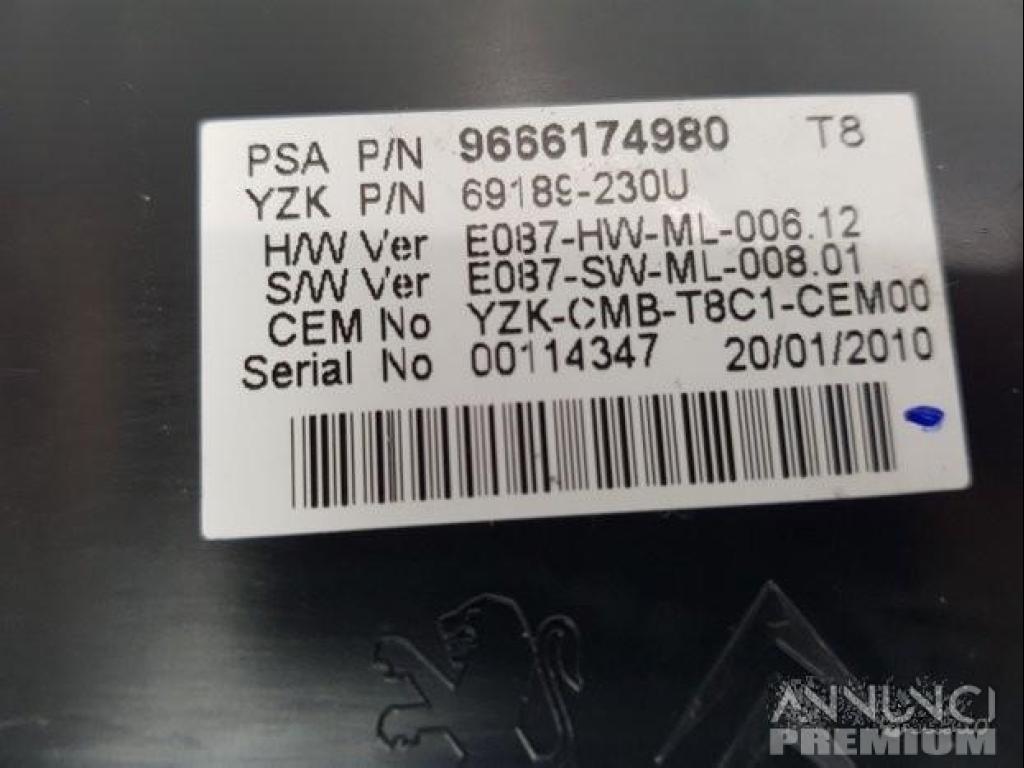 PSA P/N 9666174980 T8
YZK P/N 69189-230U
H/W Ver E087-HW-ML-006.12
S/W Ver E087-SW-ML-008.01
CEM No YZK-CMB-T8C1-CEM00
Serial No 00114347 20/01/2010
ANNUNCI
PREMIUM